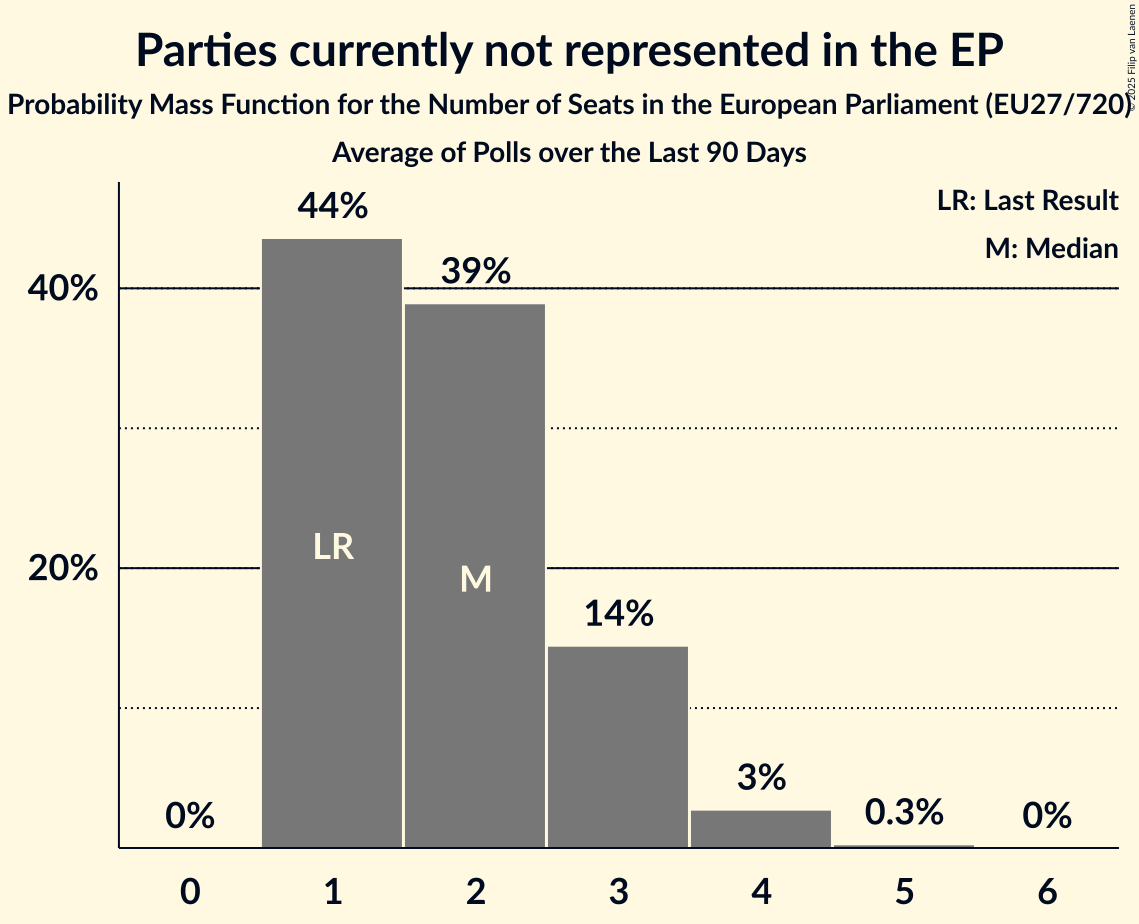 Parties currently not represented in the EP
Probability Mass Function for the Number of Seats in the European Parliament (EU27/720)
Average of Polls over the Last 90 Days
© 2025 Filip van Laenen
LR: Last Result
M: Median
44%
39%
40%
LR
M
20%
14%
3%
0.3%
0%
0%
0 1 2 3 4 5 6